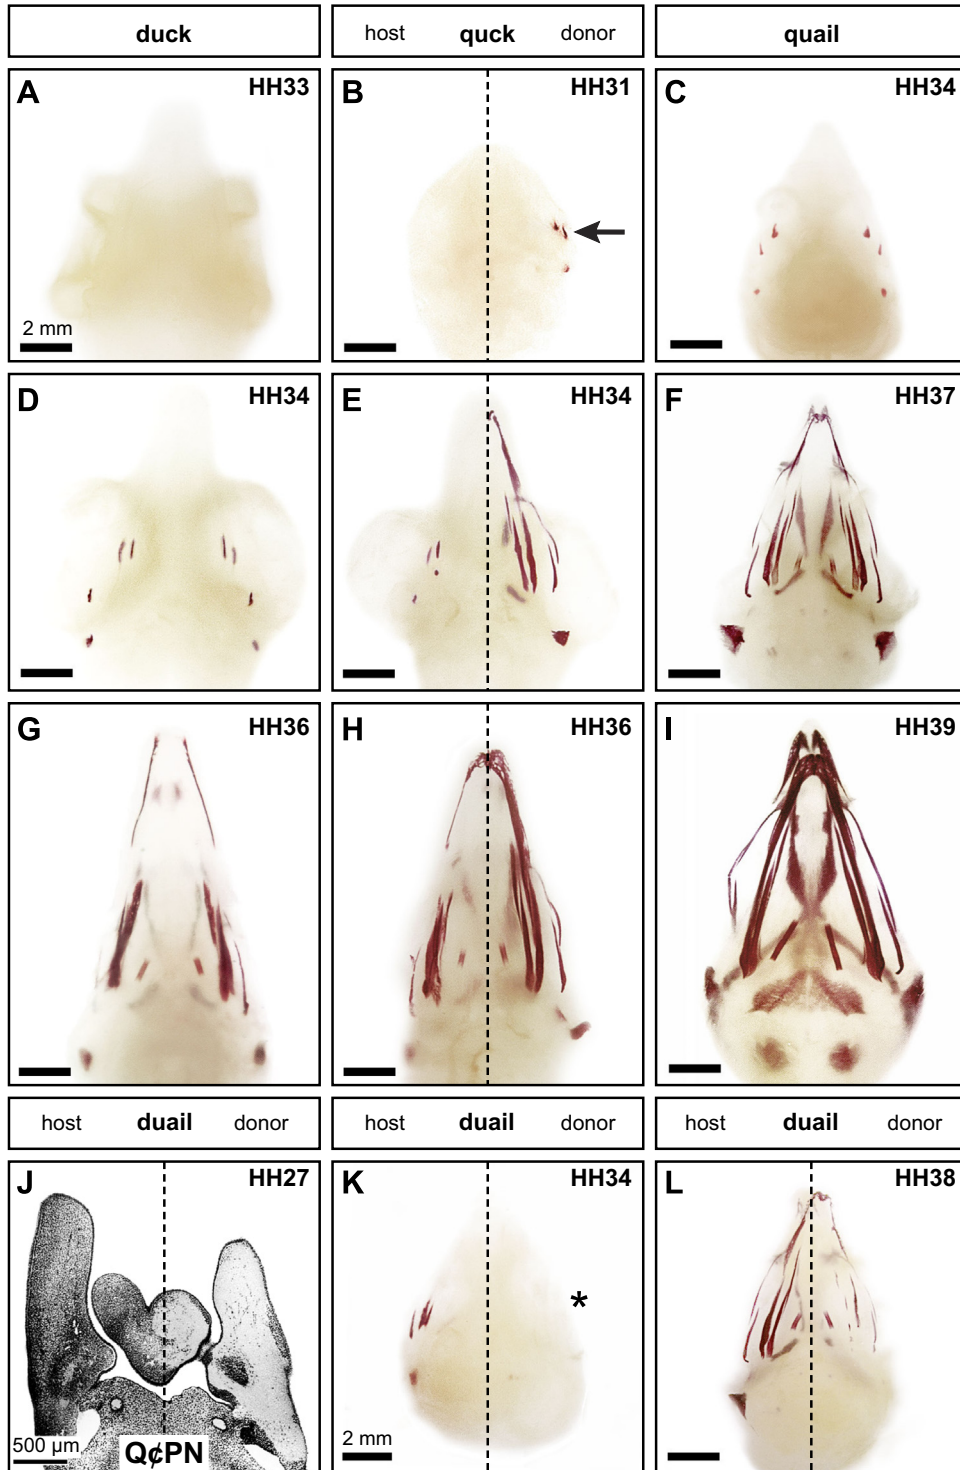 duck
host quck donor
quail
A HH33
2 mm
B HH31
C HH34
D HH34
E HH34
F HH37
G HH36
H HH36
I HH39
host duail donor
host duail donor
host duail donor
J HH27
500 µm
Q¢PN
K HH34
*
2 mm
L HH38